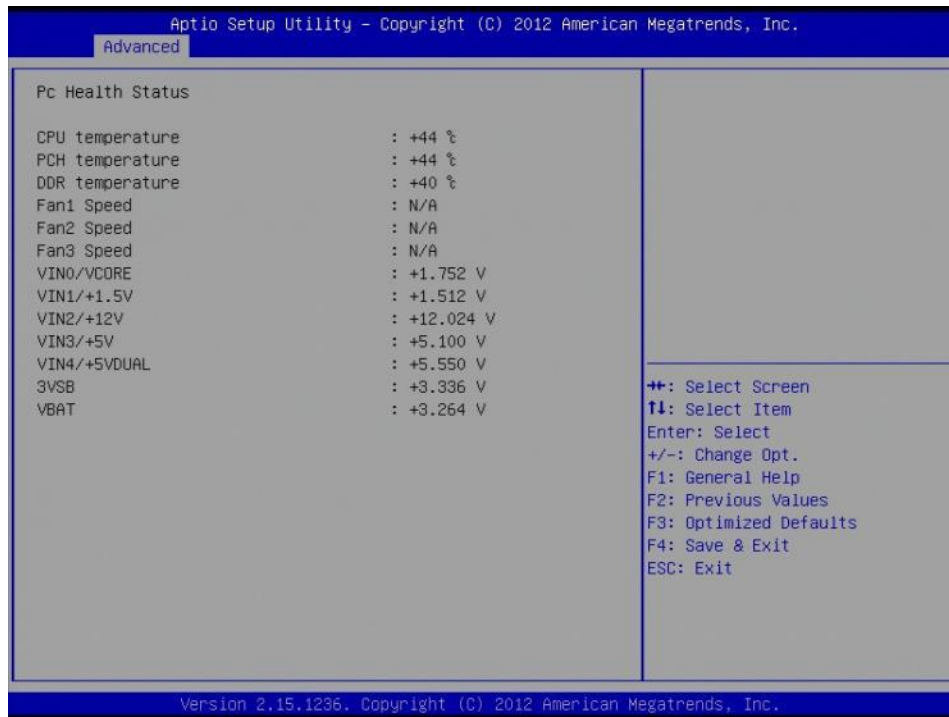 Aptio Setup Utility – Copyright (C) 2012 American Megatrends, Inc.
Advanced
Pc Health Status
CPU temperature : +44 ℃
PCH temperature : +44 ℃
DDR temperature : +40 ℃
Fan1 Speed : N/A
Fan2 Speed : N/A
Fan3 Speed : N/A
VIN0/VCORE : +1.752 V
VIN1/+1.5V : +1.512 V
VIN2/+12V : +12.024 V
VIN3/+5V : +5.100 V
VIN4/+5VDUAL : +5.550 V
3VSB : +3.336 V
VBAT : +3.264 V
→←: Select Screen
↑↓: Select Item
Enter: Select
+/-: Change Opt.
F1: General Help
F2: Previous Values
F3: Optimized Defaults
F4: Save & Exit
ESC: Exit
Version 2.15.1236. Copyright (C) 2012 American Megatrends, Inc.